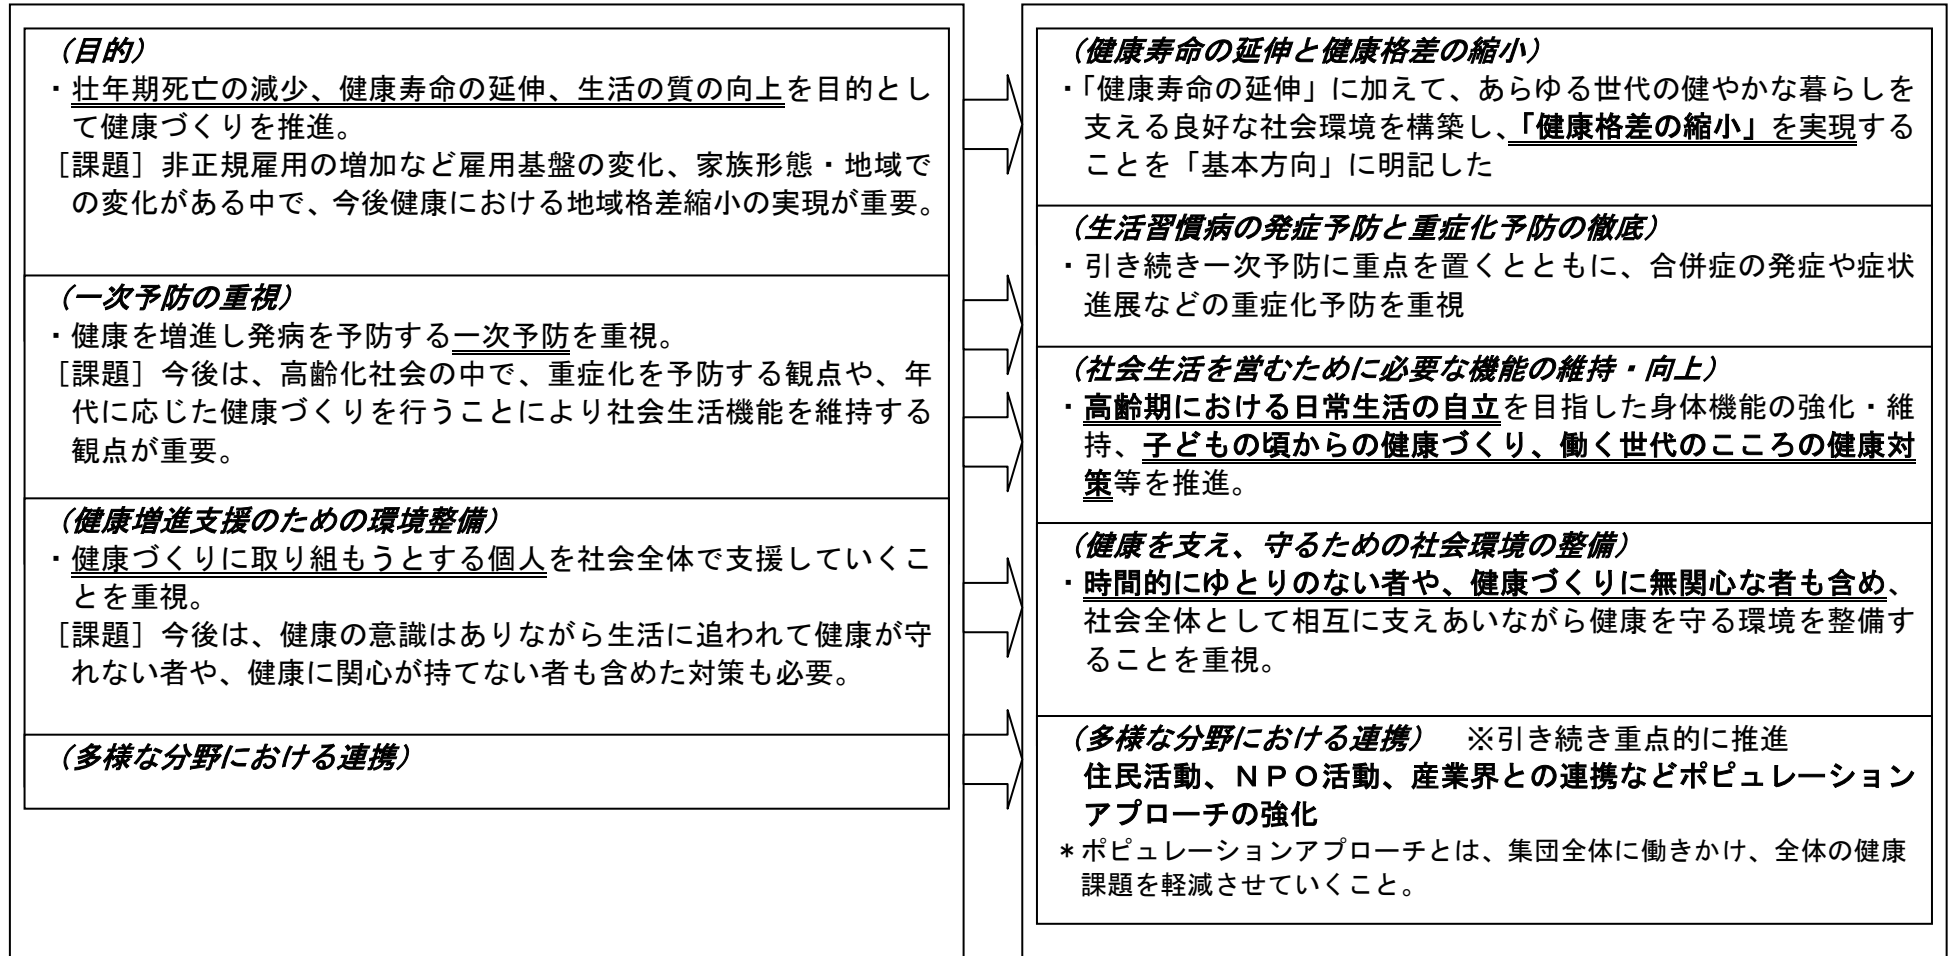 （目的）
・壮年期死亡の減少、健康寿命の延伸、生活の質の向上を目的とし
て健康づくりを推進。
［課題］非正規雇用の増加など雇用基盤の変化、家族形態・地域で
の変化がある中で、今後健康における地域格差縮小の実現が重要。
（一次予防の重視）
・健康を増進し発病を予防する一次予防を重視。
［課題］今後は、高齢化社会の中で、重症化を予防する観点や、年
代に応じた健康づくりを行うことにより社会生活機能を維持する
観点が重要。
（健康増進支援のための環境整備）
・健康づくりに取り組もうとする個人を社会全体で支援していくこ
とを重視。
［課題］今後は、健康の意識はありながら生活に追われて健康が守
れない者や、健康に関心が持てない者も含めた対策も必要。
（多様な分野における連携）
（健康寿命の延伸と健康格差の縮小）
・「健康寿命の延伸」に加えて、あらゆる世代の健やかな暮らしを
支える良好な社会環境を構築し、「健康格差の縮小」を実現する
ことを「基本方向」に明記した
（生活習慣病の発症予防と重症化予防の徹底）
・引き続き一次予防に重点を置くとともに、合併症の発症や症状
進展などの重症化予防を重視
（社会生活を営むために必要な機能の維持・向上）
・高齢期における日常生活の自立を目指した身体機能の強化・維
持、子どもの頃からの健康づくり、働く世代のこころの健康対
策等を推進。
（健康を支え、守るための社会環境の整備）
・時間的にゆとりのない者や、健康づくりに無関心な者も含め、
社会全体として相互に支えあいながら健康を守る環境を整備す
ることを重視。
（多様な分野における連携）　※引き続き重点的に推進
住民活動、ＮＰＯ活動、産業界との連携などポピュレーション
アプローチの強化
＊ポピュレーションアプローチとは、集団全体に働きかけ、全体の健康
課題を軽減させていくこと。